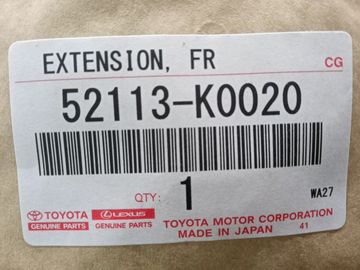 EXTENSION, FR CG
52113-K0020
QTY: 1 WA27
TOYOTA LEXUS TOYOTA MOTOR CORPORATION
GENUINE PARTS GENUINE PARTS MADE IN JAPAN 41